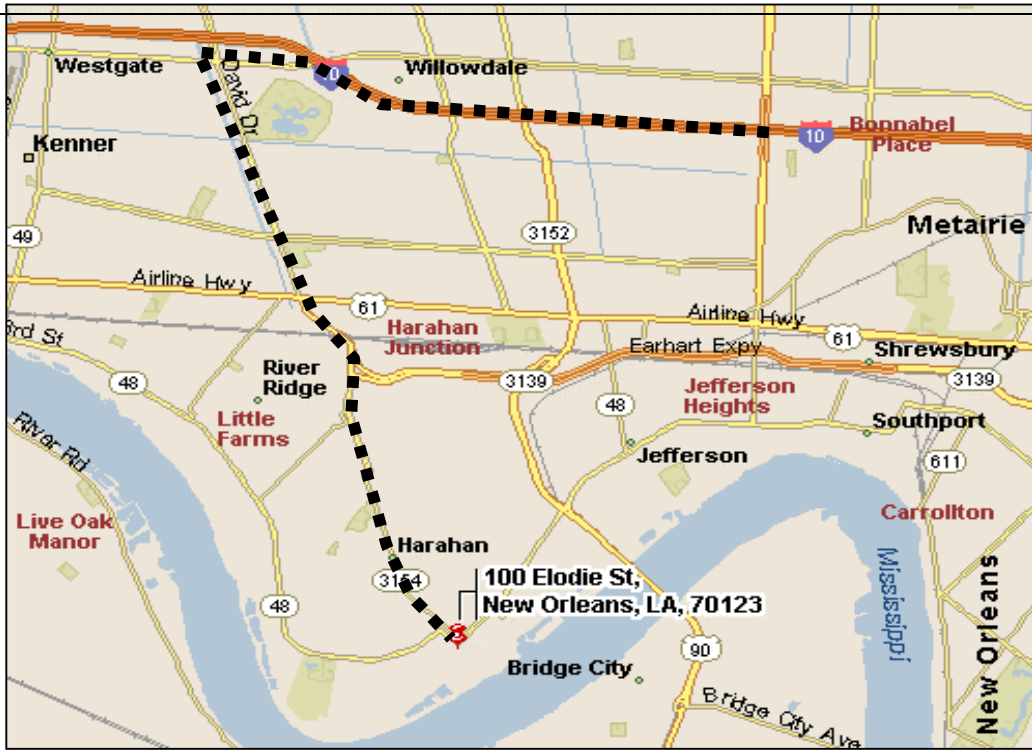 Westgate
David Dr
10
Willowdale
10
Bonnabel
Place
Kenner
49
3152
Metairie
Airline Hwy
61
Airline Hwy
61
3rd St
Harahan
Junction
Earhart Expy
Shrewsbury
River
Ridge
48
3139
3139
Jefferson
Heights
48
Little
Farms
Southport
River Rd
Jefferson
611
Live Oak
Manor
Carrollton
Harahan
3154
100 Elodie St,
New Orleans, LA, 70123
48
Mississippi
New Orleans
90
Bridge City
Bridge City Ave